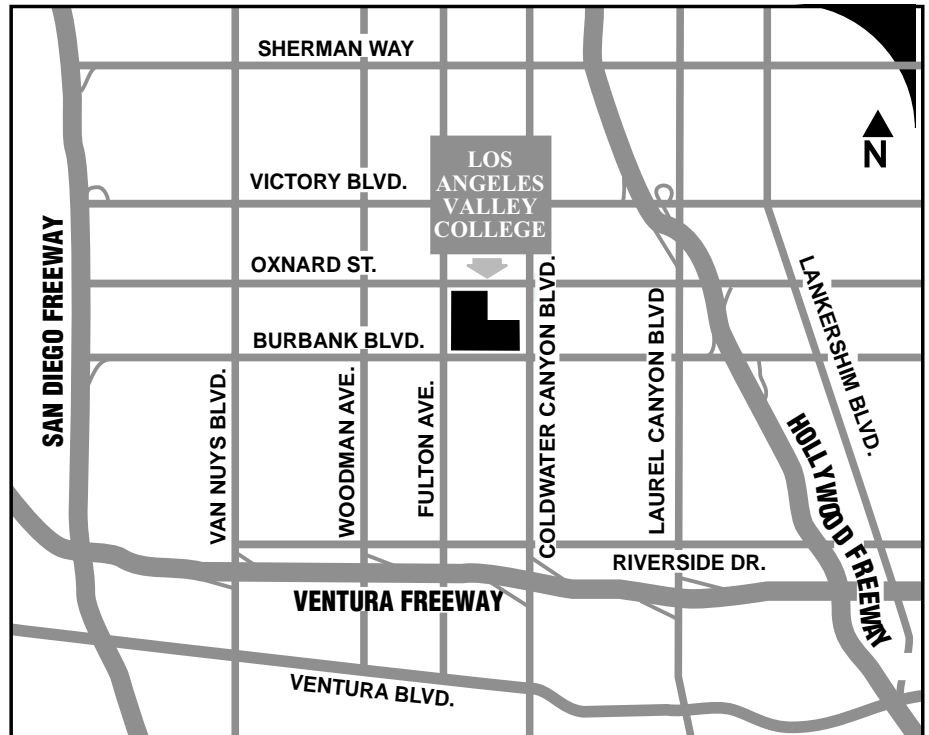 SHERMAN WAY
N
LOS
ANGELES
VALLEY
COLLEGE
VICTORY BLVD.
OXNARD ST.
BURBANK BLVD.
SAN DIEGO FREEWAY
VAN NUYS BLVD.
WOODMAN AVE.
FULTON AVE.
COLDWATER CANYON BLVD.
LAUREL CANYON BLVD
LANKERSHIM BLVD.
HOLLYWOOD FREEWAY
RIVERSIDE DR.
VENTURA FREEWAY
VENTURA BLVD.